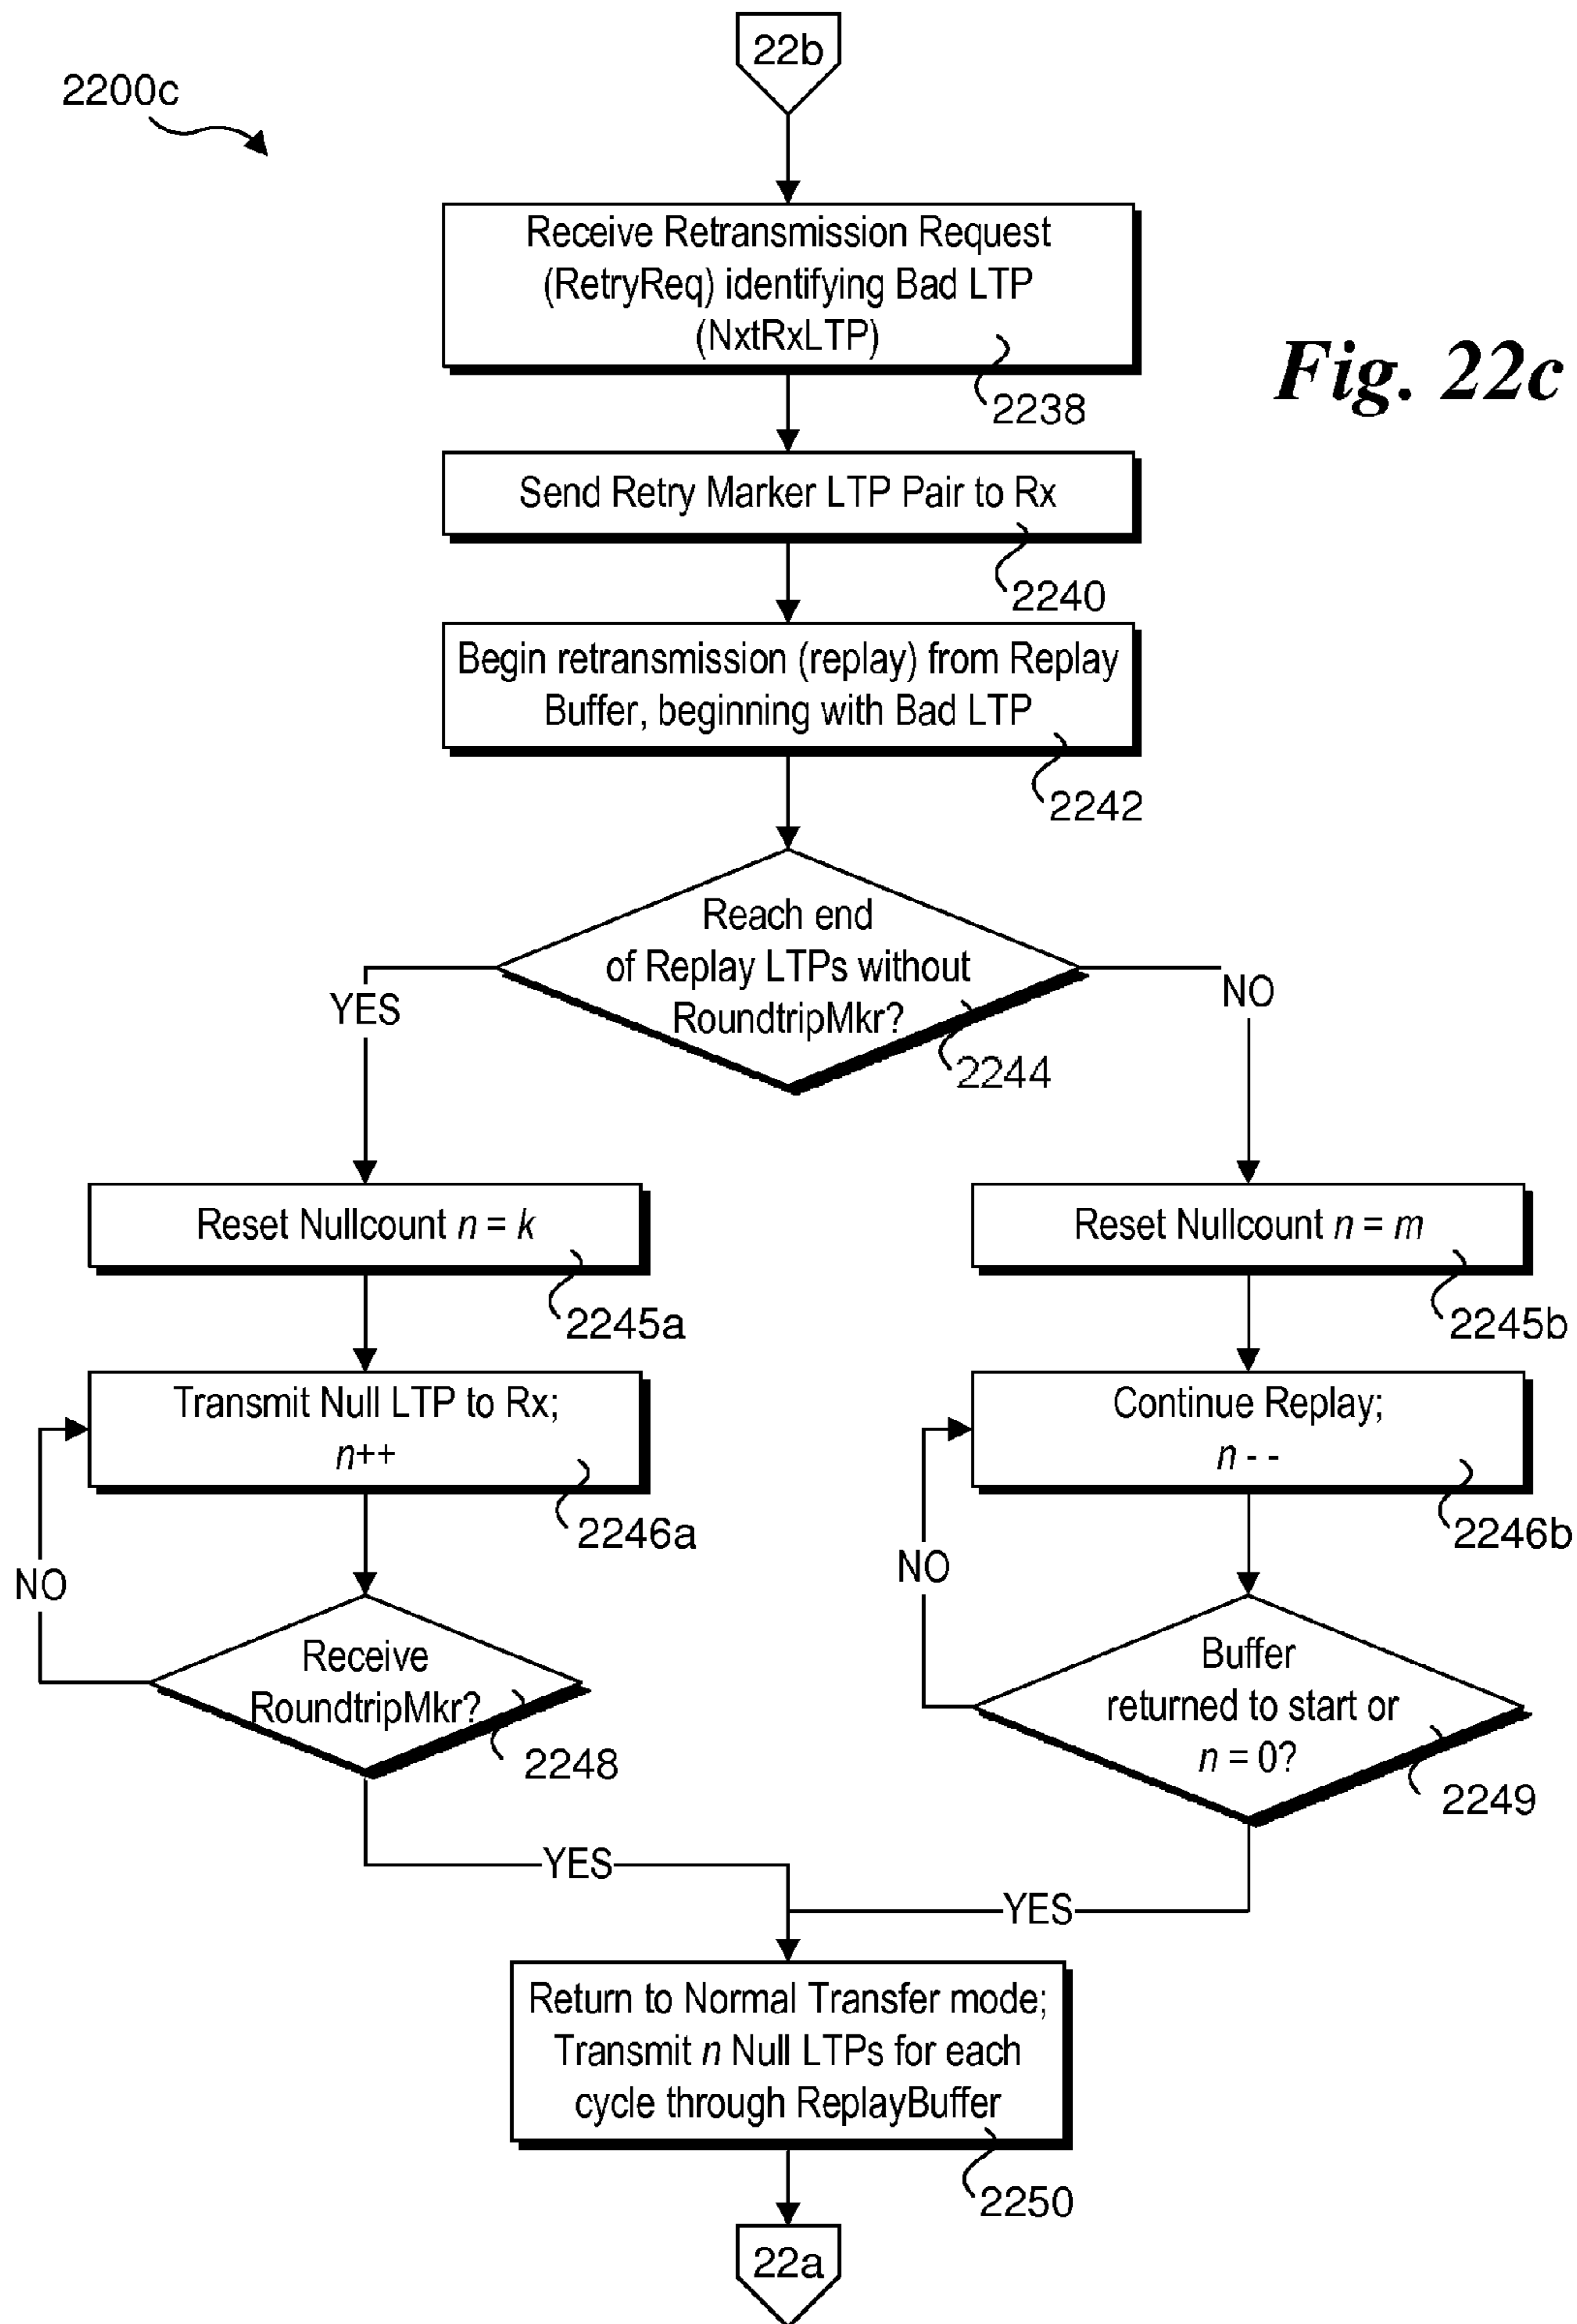 22b
2200c
Receive Retransmission Request
(RetryReq) identifying Bad LTP
(NxtRxLTP)
Fig. 22c
2238
Send Retry Marker LTP Pair to Rx
2240
Begin retransmission (replay) from Replay
Buffer, beginning with Bad LTP
2242
Reach end
of Replay LTPs without
RoundtripMkr?
YES
NO
2244
Reset Nullcount n = k
Reset Nullcount n = m
2245a
2245b
Transmit Null LTP to Rx;
n++
Continue Replay;
n - -
2246a
2246b
NO
NO
Receive
RoundtripMkr?
Buffer
returned to start or
n = 0?
2248
2249
YES
YES
Return to Normal Transfer mode;
Transmit n Null LTPs for each
cycle through ReplayBuffer
2250
22a